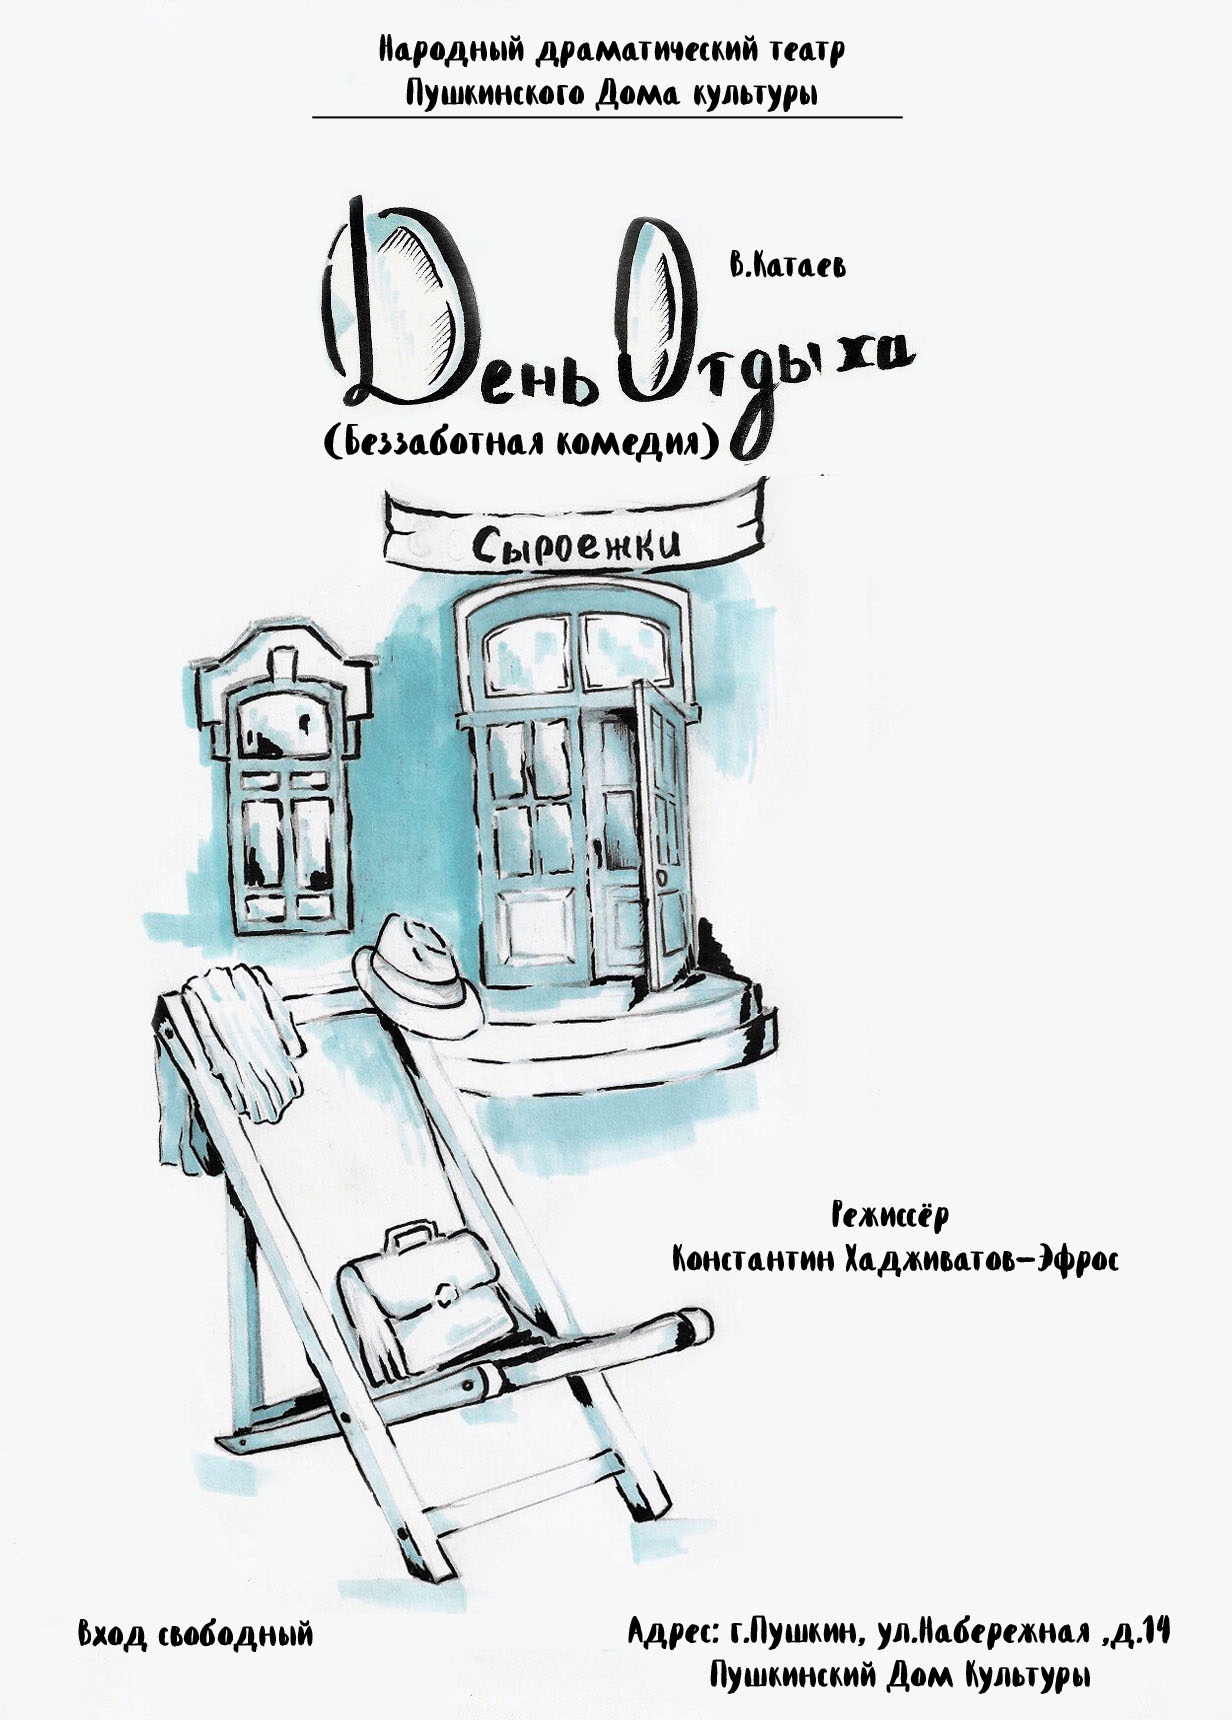 Народный драматический театр
Пушкинского Дома культуры
День Отдыха
В.Катаев
(Беззаботная комедия)
Сыроежки
Режиссёр
Константин Хадживатов-Эфрос
Вход свободный
Адрес: г.Пушкин, ул.Набережная ,д.14
Пушкинский Дом Культуры